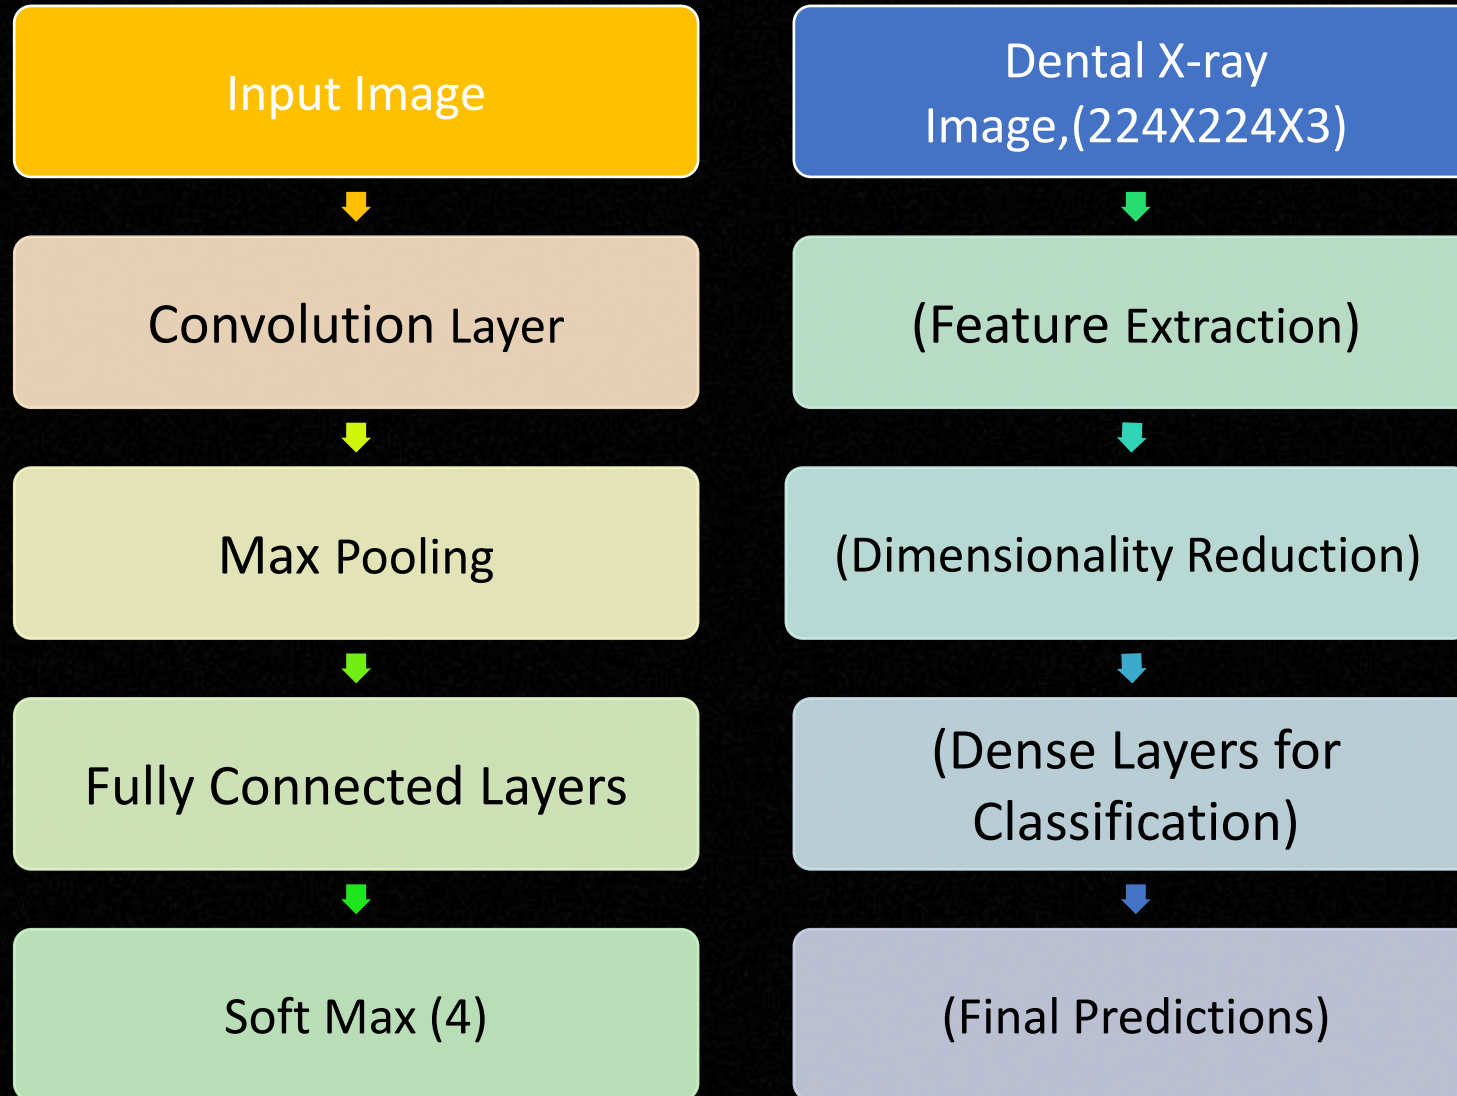 Input Image
Dental X-ray
Image,(224X224X3)
Convolution Layer
(Feature Extraction)
Max Pooling
(Dimensionality Reduction)
Fully Connected Layers
(Dense Layers for
Classification)
Soft Max (4)
(Final Predictions)